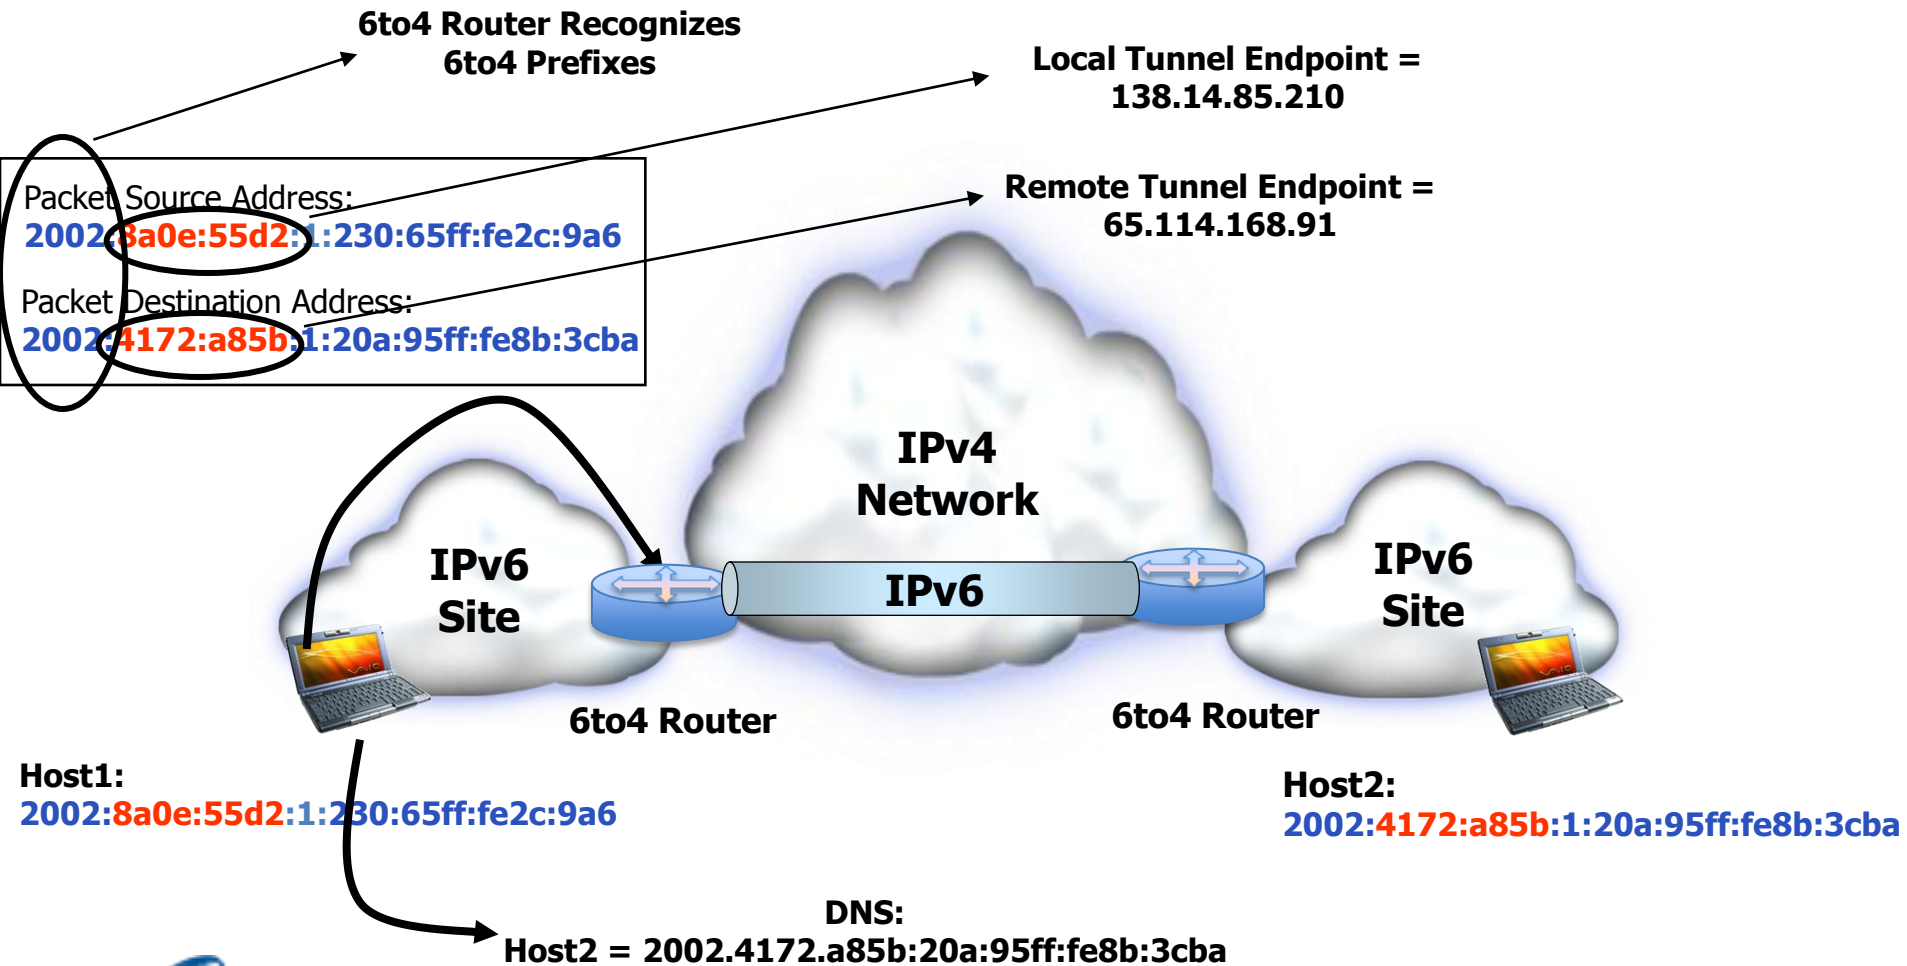 6to4 Router Recognizes
6to4 Prefixes
Local Tunnel Endpoint =
138.14.85.210
Packet Source Address:
2002:8a0e:55d2:1:230:65ff:fe2c:9a6
Remote Tunnel Endpoint =
65.114.168.91
Packet Destination Address:
2002:4172:a85b:1:20a:95ff:fe8b:3cba
IPv4
Network
IPv6
Site
IPv6
IPv6
Site
6to4 Router
6to4 Router
Host1:
2002:8a0e:55d2:1:230:65ff:fe2c:9a6
Host2:
2002:4172:a85b:1:20a:95ff:fe8b:3cba
DNS:
Host2 = 2002.4172.a85b:20a:95ff:fe8b:3cba